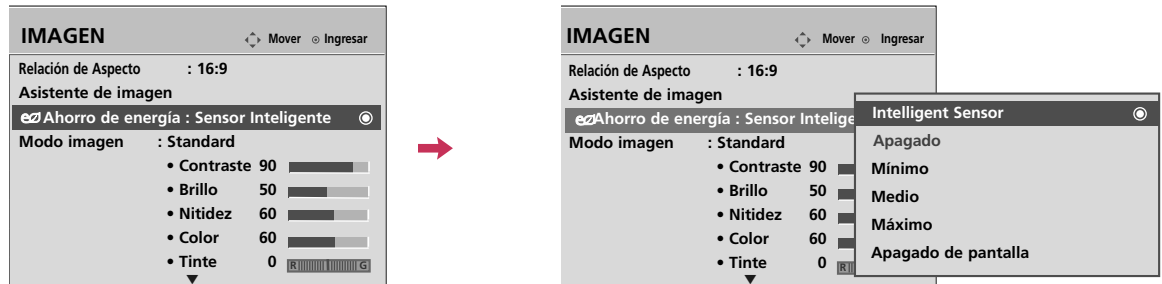 IMAGEN
Mover
Ingresar
Relación de Aspecto : 16:9
Asistente de imagen
Ahorro de energía : Sensor Inteligente
Modo imagen : Standard
• Contraste 90
• Brillo 50
• Nitidez 60
• Color 60
• Tinte 0
R G
IMAGEN
Mover
Ingresar
Relación de Aspecto : 16:9
Asistente de imagen
Ahorro de energía : Sensor Intelige
Modo imagen : Standard
• Contraste 90
• Brillo 50
• Nitidez 60
• Color 60
• Tinte 0
R
Intelligent Sensor
Apagado
Mínimo
Medio
Máximo
Apagado de pantalla